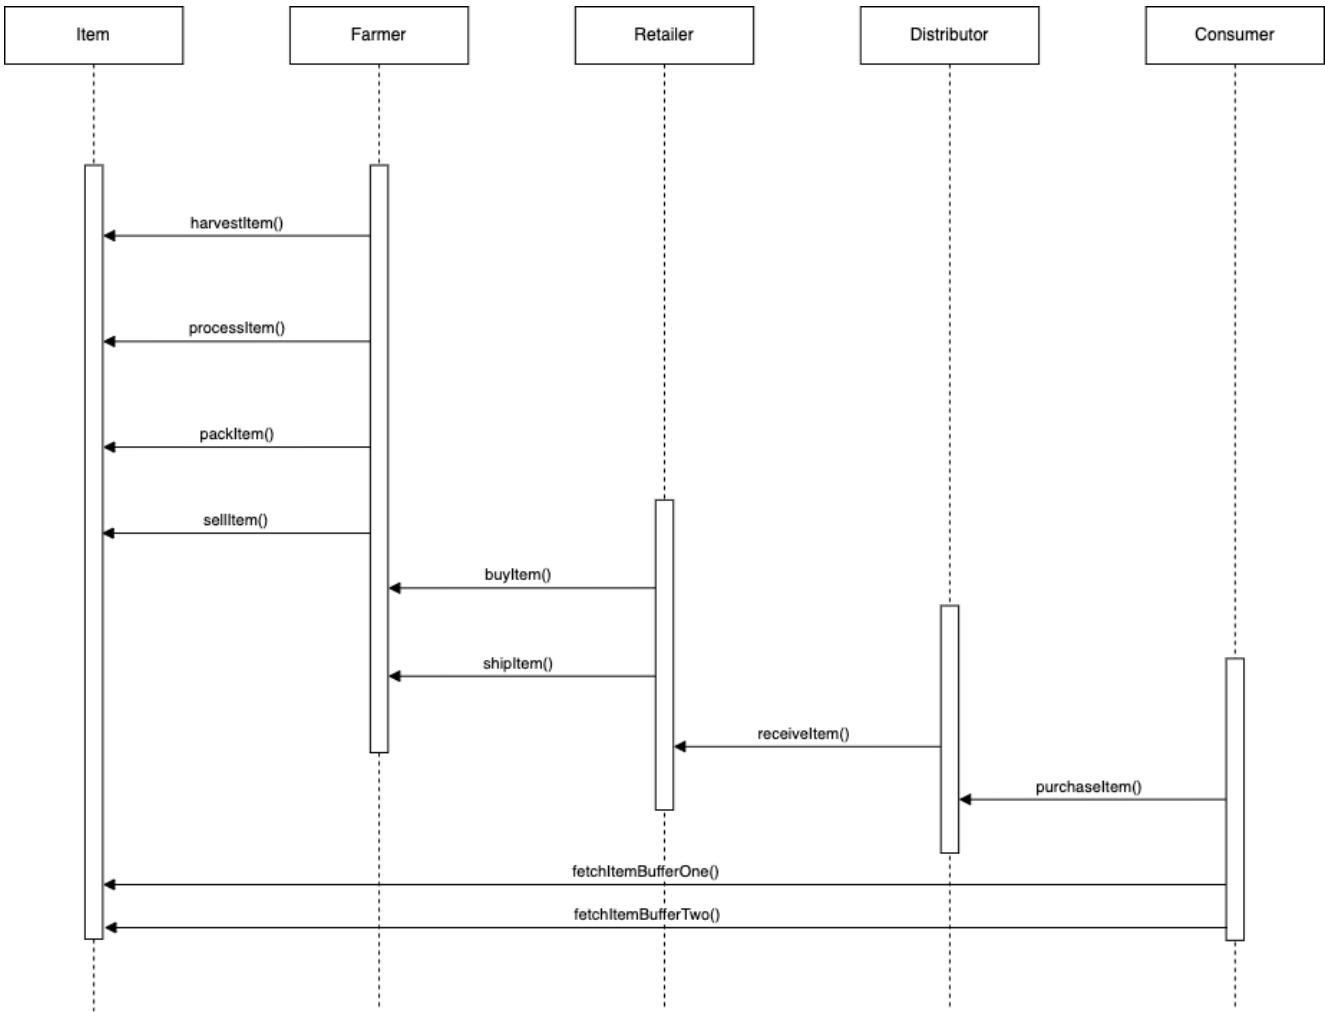 Item
Farmer
Retailer
Distributor
Consumer
harvestItem()
processItem()
packItem()
sellItem()
buyItem()
shipItem()
receiveItem()
purchaseItem()
fetchItemBufferOne()
fetchItemBufferTwo()